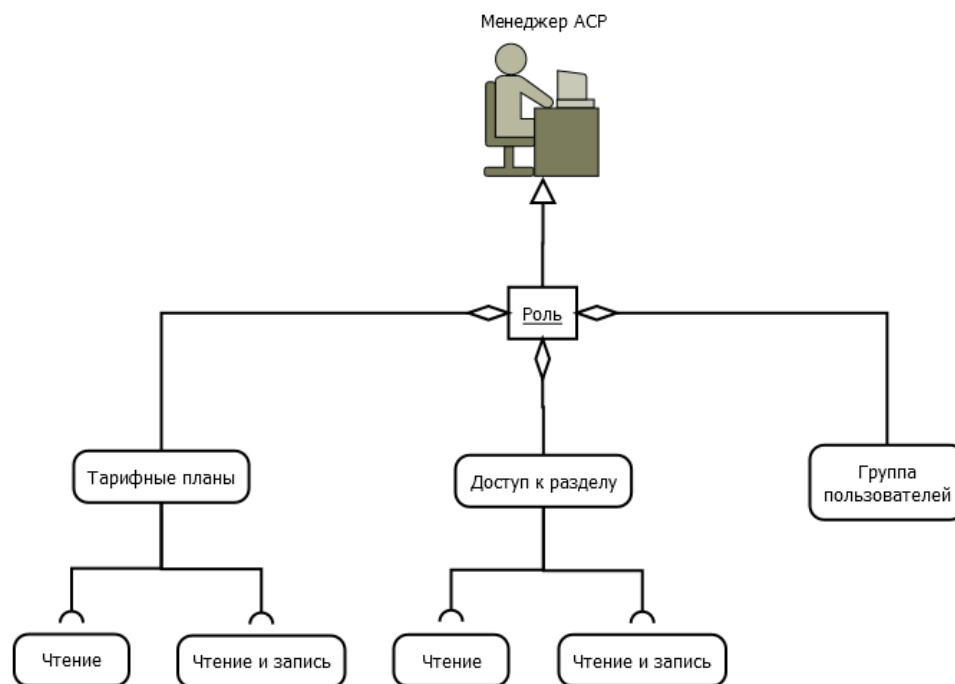 Менеджер АСР
Роль
Тарифные планы
Доступ к разделу
Группа
пользователей
Чтение
Чтение и запись
Чтение
Чтение и запись